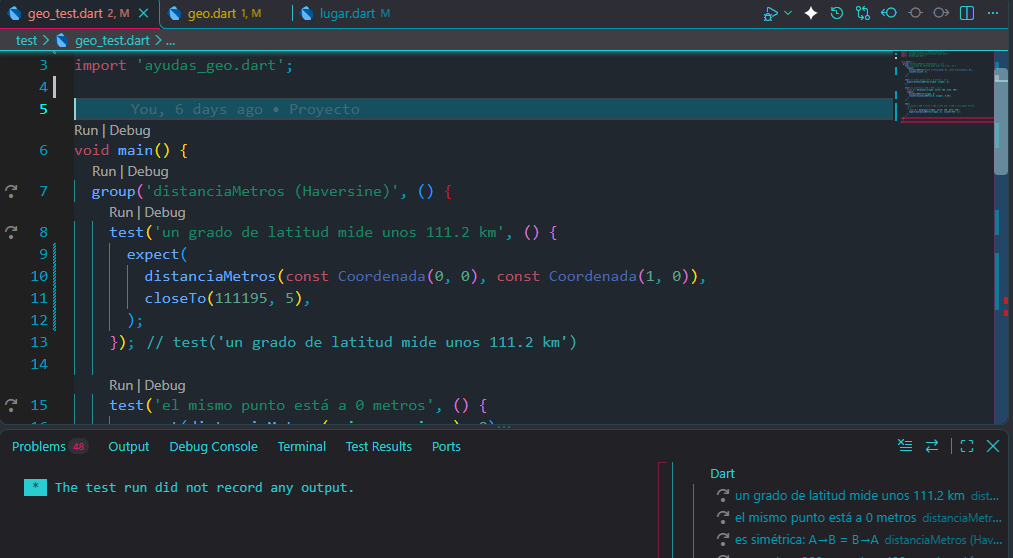 geo_test.dart 2, M
geo.dart 1, M
lugar.dart M
test > geo_test.dart > ...
3 import 'ayudas_geo.dart';
4
5 You, 6 days ago • Proyecto
Run | Debug
6 void main() {
Run | Debug
7 group('distanciaMetros (Haversine)', () {
Run | Debug
8 test('un grado de latitud mide unos 111.2 km', () {
9 expect(
10 distanciaMetros(const Coordenada(0, 0), const Coordenada(1, 0)),
11 closeTo(111195, 5),
12 );
13 }); // test('un grado de latitud mide unos 111.2 km')
14
Run | Debug
15 test('el mismo punto está a 0 metros', () {
Problems 48 Output Debug Console Terminal Test Results Ports
* The test run did not record any output.
Dart
un grado de latitud mide unos 111.2 km dist...
el mismo punto está a 0 metros distanciaMetr...
es simétrica: A→B = B→A distanciaMetros (Hav...